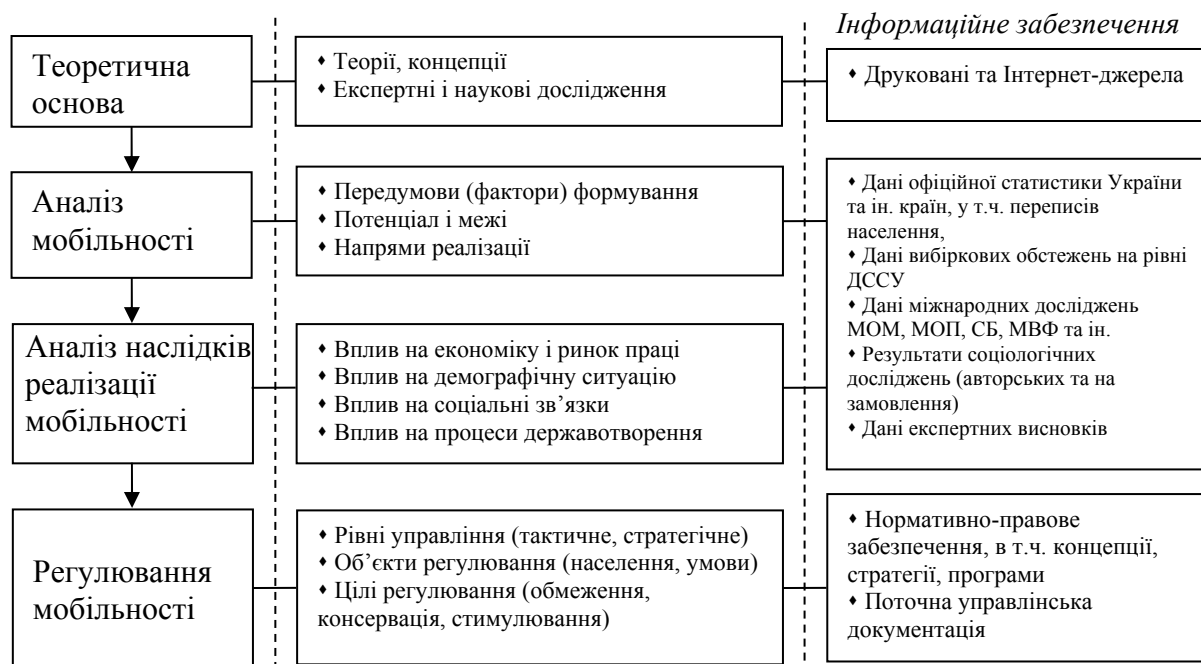 Інформаційне забезпечення
Теоретична
основа
♦ Теорії, концепції
♦ Експертні і наукові дослідження
♦ Друковані та Інтернет-джерела
Аналіз
мобільності
♦ Передумови (фактори) формування
♦ Потенціал і межі
♦ Напрями реалізації
♦ Дані офіційної статистики України
та ін. країн, у т.ч. переписів
населення,
♦ Дані вибіркових обстежень на рівні
ДССУ
♦ Дані міжнародних досліджень
МОМ, МОП, СБ, МВФ та ін.
♦ Результати соціологічних
досліджень (авторських та на
замовлення)
♦ Дані експертних висновків
Аналіз наслідків
реалізації
мобільності
♦ Вплив на економіку і ринок праці
♦ Вплив на демографічну ситуацію
♦ Вплив на соціальні зв’язки
♦ Вплив на процеси державотворення
Регулювання
мобільності
♦ Рівні управління (тактичне, стратегічне)
♦ Об’єкти регулювання (населення, умови)
♦ Цілі регулювання (обмеження,
консервація, стимулювання)
♦ Нормативно-правове
забезпечення, в т.ч. концепції,
стратегії, програми
♦ Поточна управлінська
документація